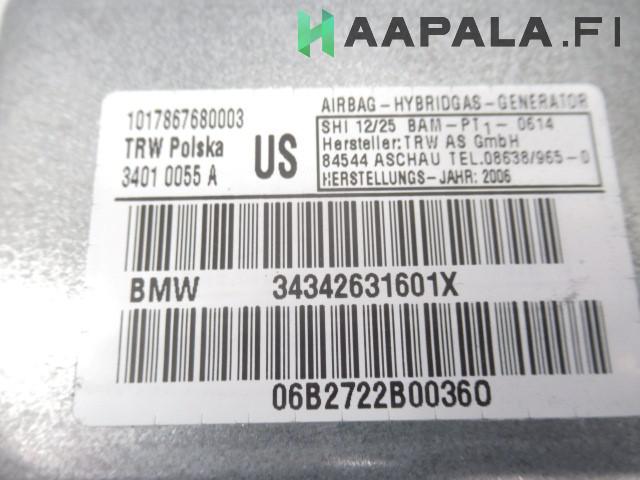 HAAPALA.FI
1017867680003
TRW Polska
3401 0055 A
US
AIRBAG-HYBRIDGAS-GENERATOR
SHI 12/25 BAM-PT1-0614
Hersteller:TRW AS GmbH
84544 ASCHAU TEL.08638/965-0
HERSTELLUNGS-JAHR: 2006
BMW 34342631601X
06B2722B00360